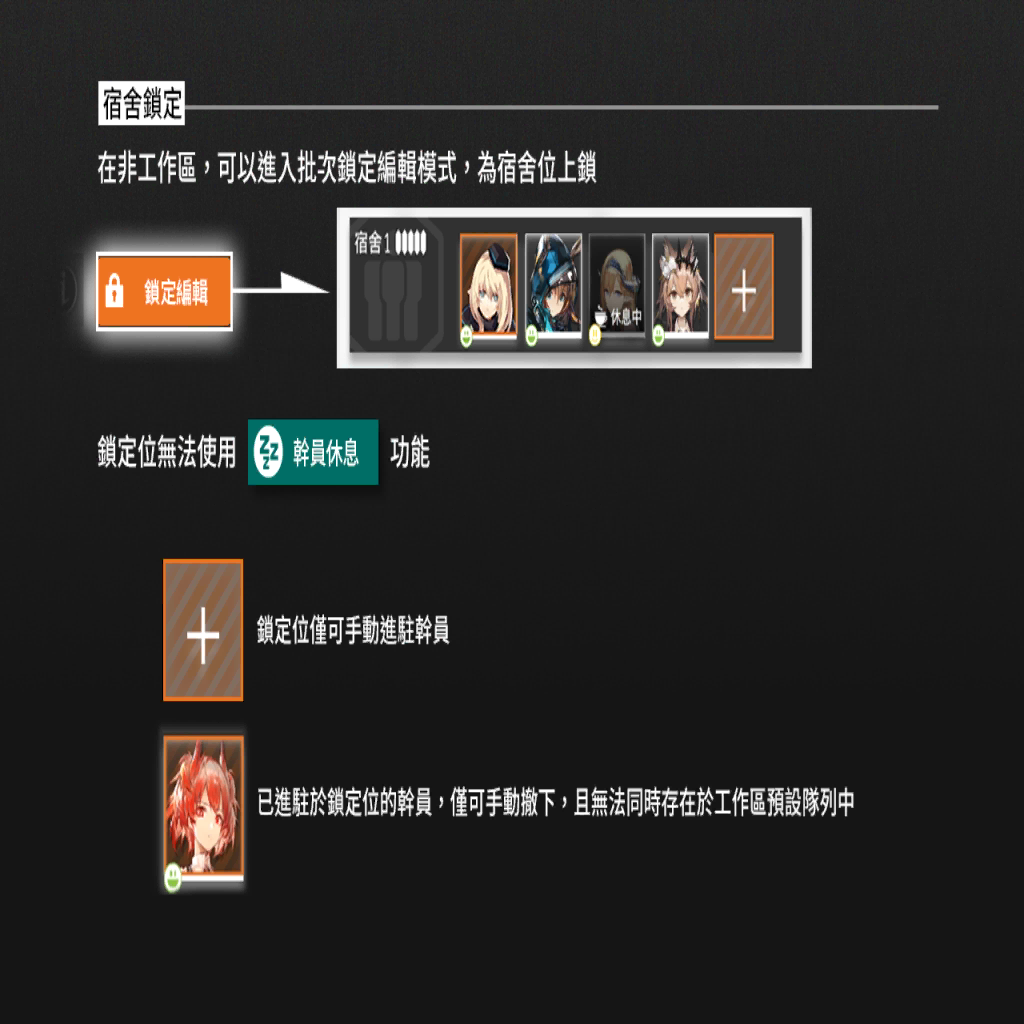 宿舍鎖定
在非工作區，可以進入批次鎖定編輯模式，為宿舍位上鎖
鎖定編輯
宿舍1
休息中
鎖定位無法使用 幹員休息 功能
鎖定位僅可手動進駐幹員
已進駐於鎖定位的幹員，僅可手動撤下，且無法同時存在於工作區預設隊列中